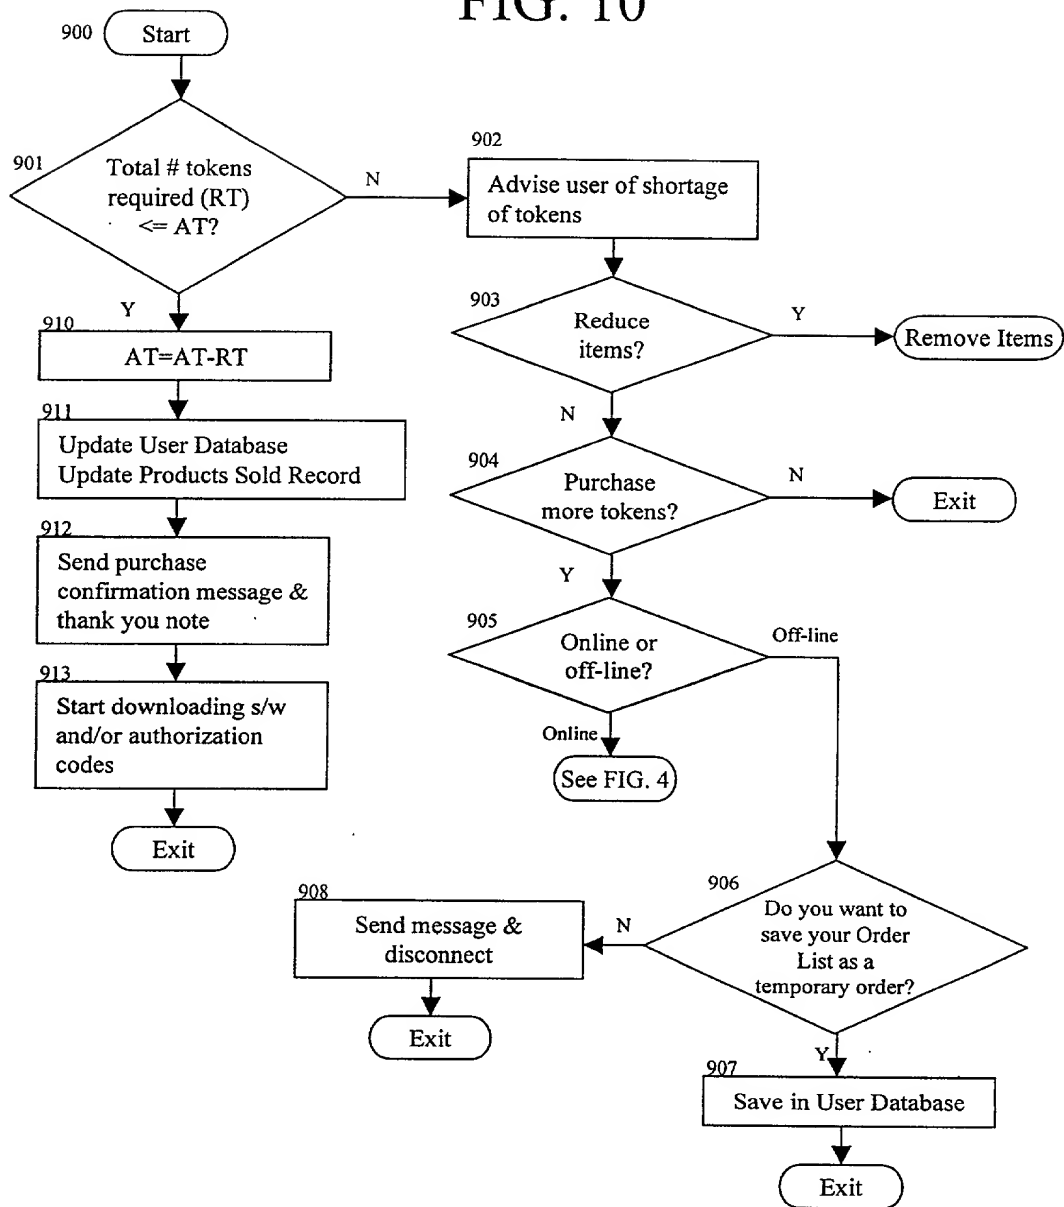 FIG. 10
900
Start
901
Total # tokens
required (RT)
<= AT?
N
902
Advise user of shortage
of tokens
Y
903
Reduce
items?
Y
Remove Items
910
AT=AT-RT
N
911
Update User Database
Update Products Sold Record
904
Purchase
more tokens?
N
Exit
912
Send purchase
confirmation message &
thank you note
Y
905
Online or
off-line?
Off-line
913
Start downloading s/w
and/or authorization
codes
Online
See FIG. 4
Exit
906
Do you want to
save your Order
List as a
temporary order?
N
908
Send message &
disconnect
Exit
Y
907
Save in User Database
Exit